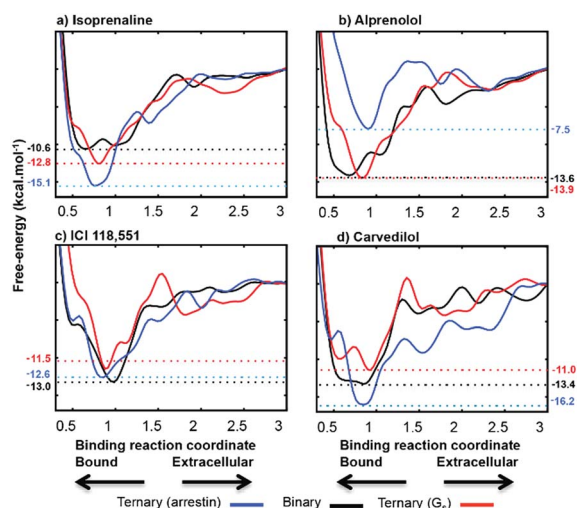 a) Isoprenaline
b) Alprenolol
-10.6
-12.8
-15.1
-7.5
-13.6
-13.9
0.5 1 1.5 2 2.5 3
0.5 1 1.5 2 2.5 3
Free-energy (kcal.mol⁻¹)
c) ICI 118,551
d) Carvedilol
-11.5
-12.6
-13.0
-11.0
-13.4
-16.2
0.5 1 1.5 2 2.5 3
0.5 1 1.5 2 2.5 3
Binding reaction coordinate
Binding reaction coordinate
Bound Extracellular
Bound Extracellular
Ternary (arrestin) Binary Ternary (Gₛ)